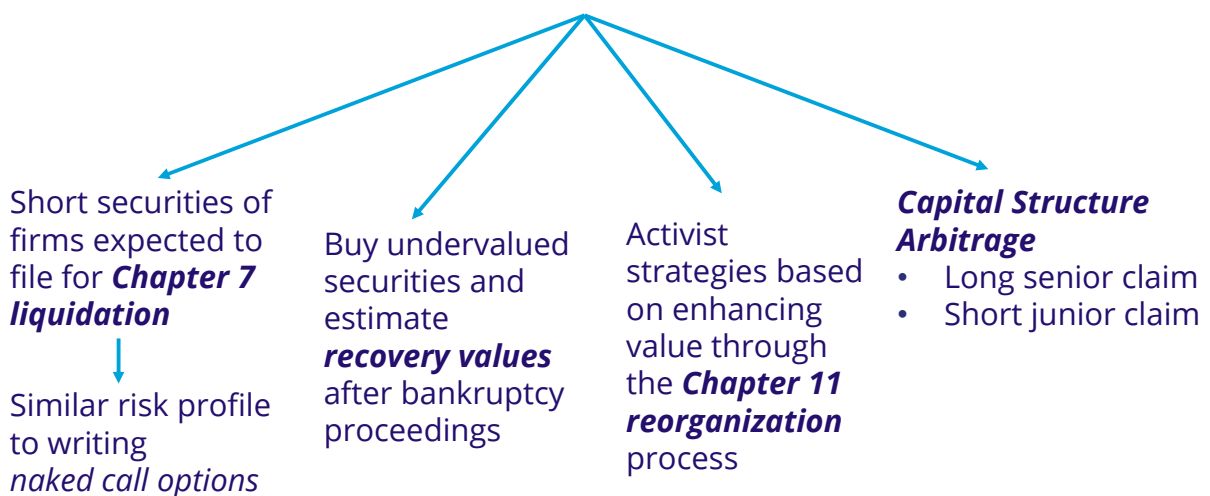 Short securities of
firms expected to
file for Chapter 7
liquidation
Similar risk profile
to writing
naked call options
Buy undervalued
securities and
estimate
recovery values
after bankruptcy
proceedings
Activist
strategies based
on enhancing
value through
the Chapter 11
reorganization
process
Capital Structure
Arbitrage
• Long senior claim
• Short junior claim